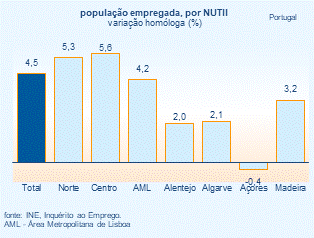 população empregada, por NUTII
variação homóloga (%)
Portugal
4,5
5,3
5,6
4,2
2,0
2,1
-0,4
3,2
Total
Norte
Centro
AML
Alentejo
Algarve
Açores
Madeira
fonte: INE, Inquérito ao Emprego.
AML - Área Metropolitana de Lisboa